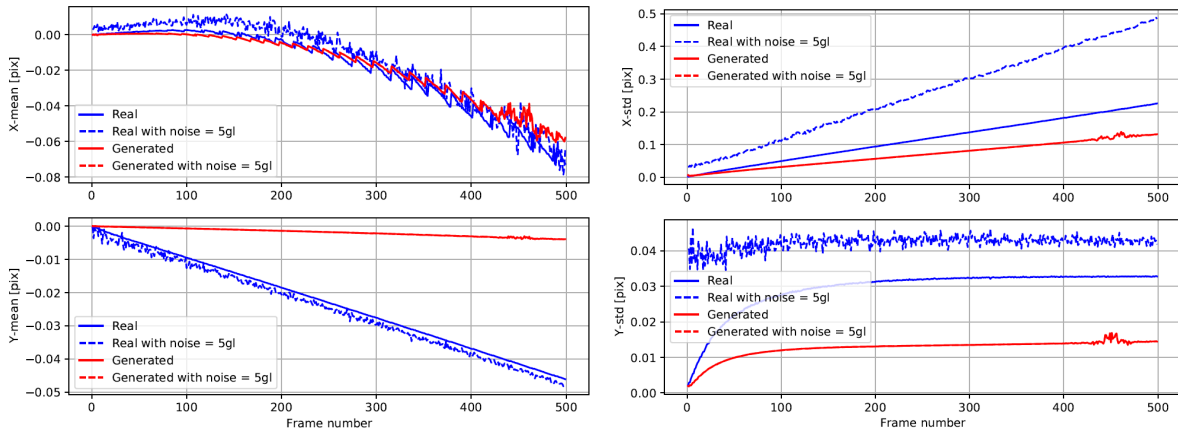 0.00
−0.02
−0.04
−0.06
−0.08
X-mean [pix]
Real
Real with noise = 5gl
Generated
Generated with noise = 5gl
0 100 200 300 400 500
0.5
0.4
0.3
0.2
0.1
0.0
X-std [pix]
Real
Real with noise = 5gl
Generated
Generated with noise = 5gl
0 100 200 300 400 500
0.00
−0.01
−0.02
−0.03
−0.04
−0.05
Y-mean [pix]
Real
Real with noise = 5gl
Generated
Generated with noise = 5gl
0 100 200 300 400 500
Frame number
0.04
0.03
0.02
0.01
0.00
Y-std [pix]
Real
Real with noise = 5gl
Generated
Generated with noise = 5gl
0 100 200 300 400 500
Frame number